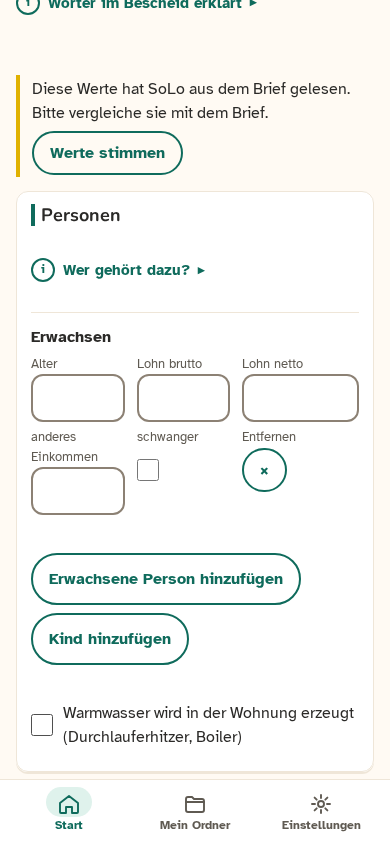 Wörter im Bescheid erklärt ▸
Diese Werte hat SoLo aus dem Brief gelesen.
Bitte vergleiche sie mit dem Brief.
Werte stimmen
Personen
i Wer gehört dazu? ▸
Erwachsen
Alter Lohn brutto Lohn netto
anderes Einkommen schwanger Entfernen
×
Erwachsene Person hinzufügen
Kind hinzufügen
Warmwasser wird in der Wohnung erzeugt
(Durchlauferhitzer, Boiler)
Start Mein Ordner Einstellungen